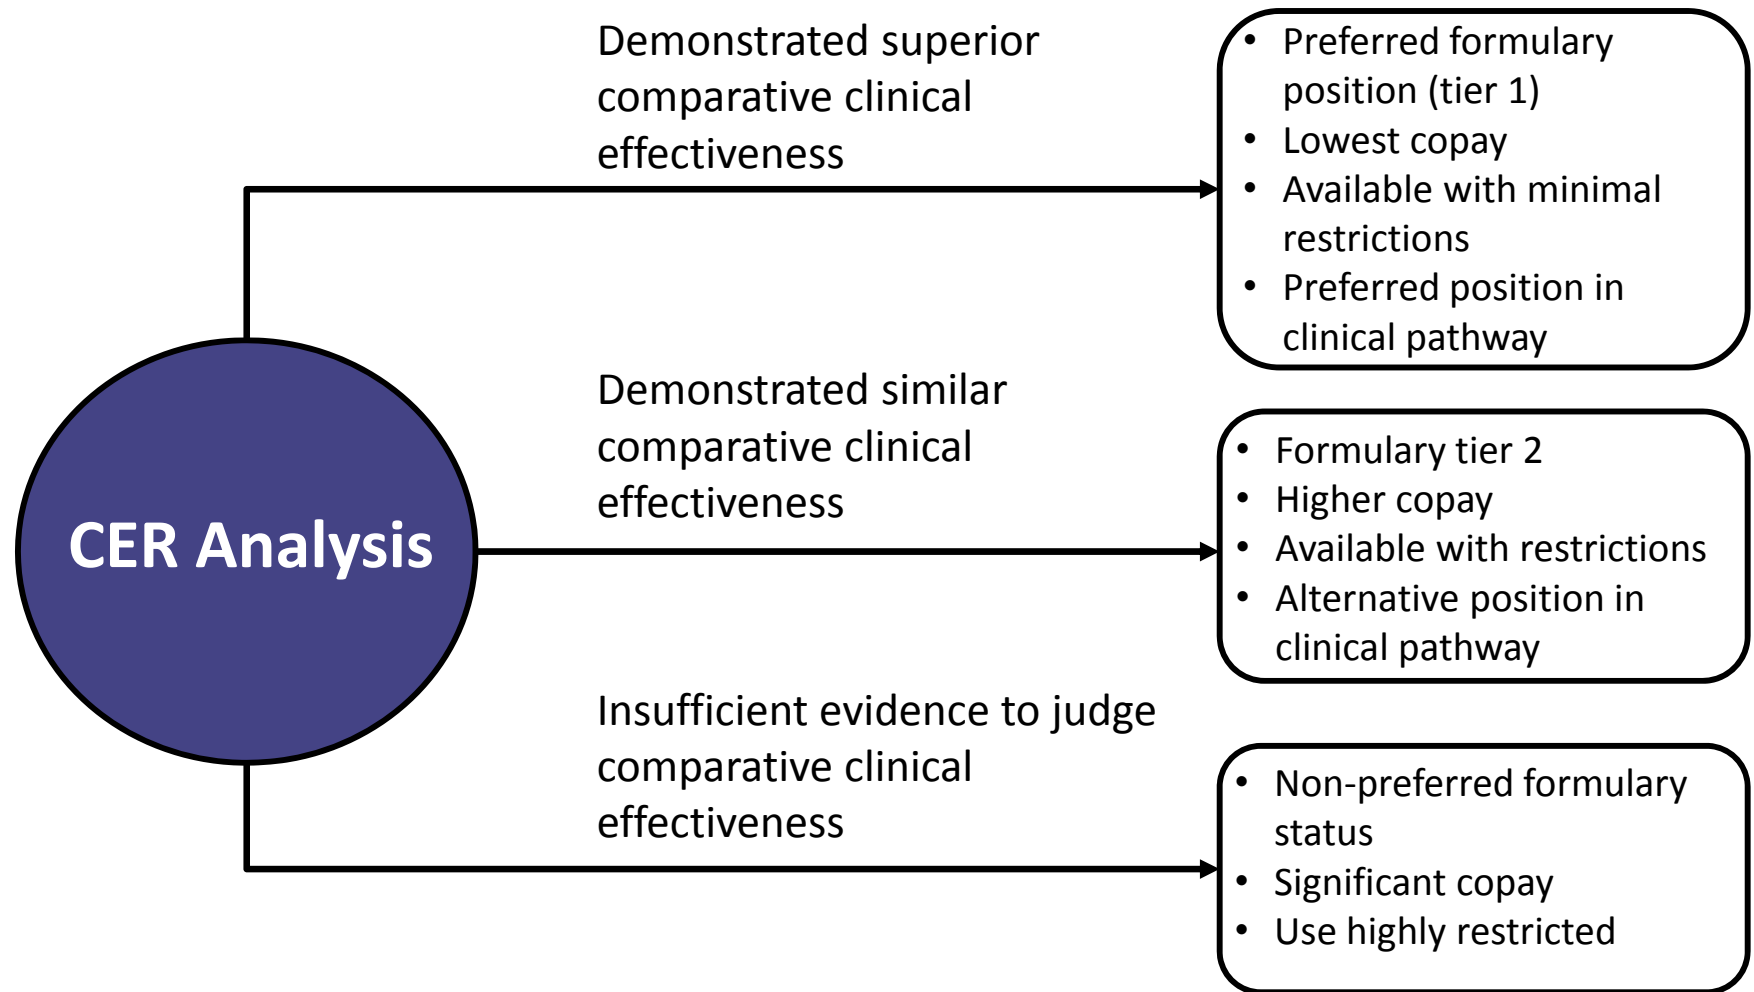 Demonstrated superior
comparative clinical
effectiveness
• Preferred formulary
position (tier 1)
• Lowest copay
• Available with minimal
restrictions
• Preferred position in
clinical pathway
CER Analysis
Demonstrated similar
comparative clinical
effectiveness
• Formulary tier 2
• Higher copay
• Available with restrictions
• Alternative position in
clinical pathway
Insufficient evidence to judge
comparative clinical
effectiveness
• Non-preferred formulary
status
• Significant copay
• Use highly restricted